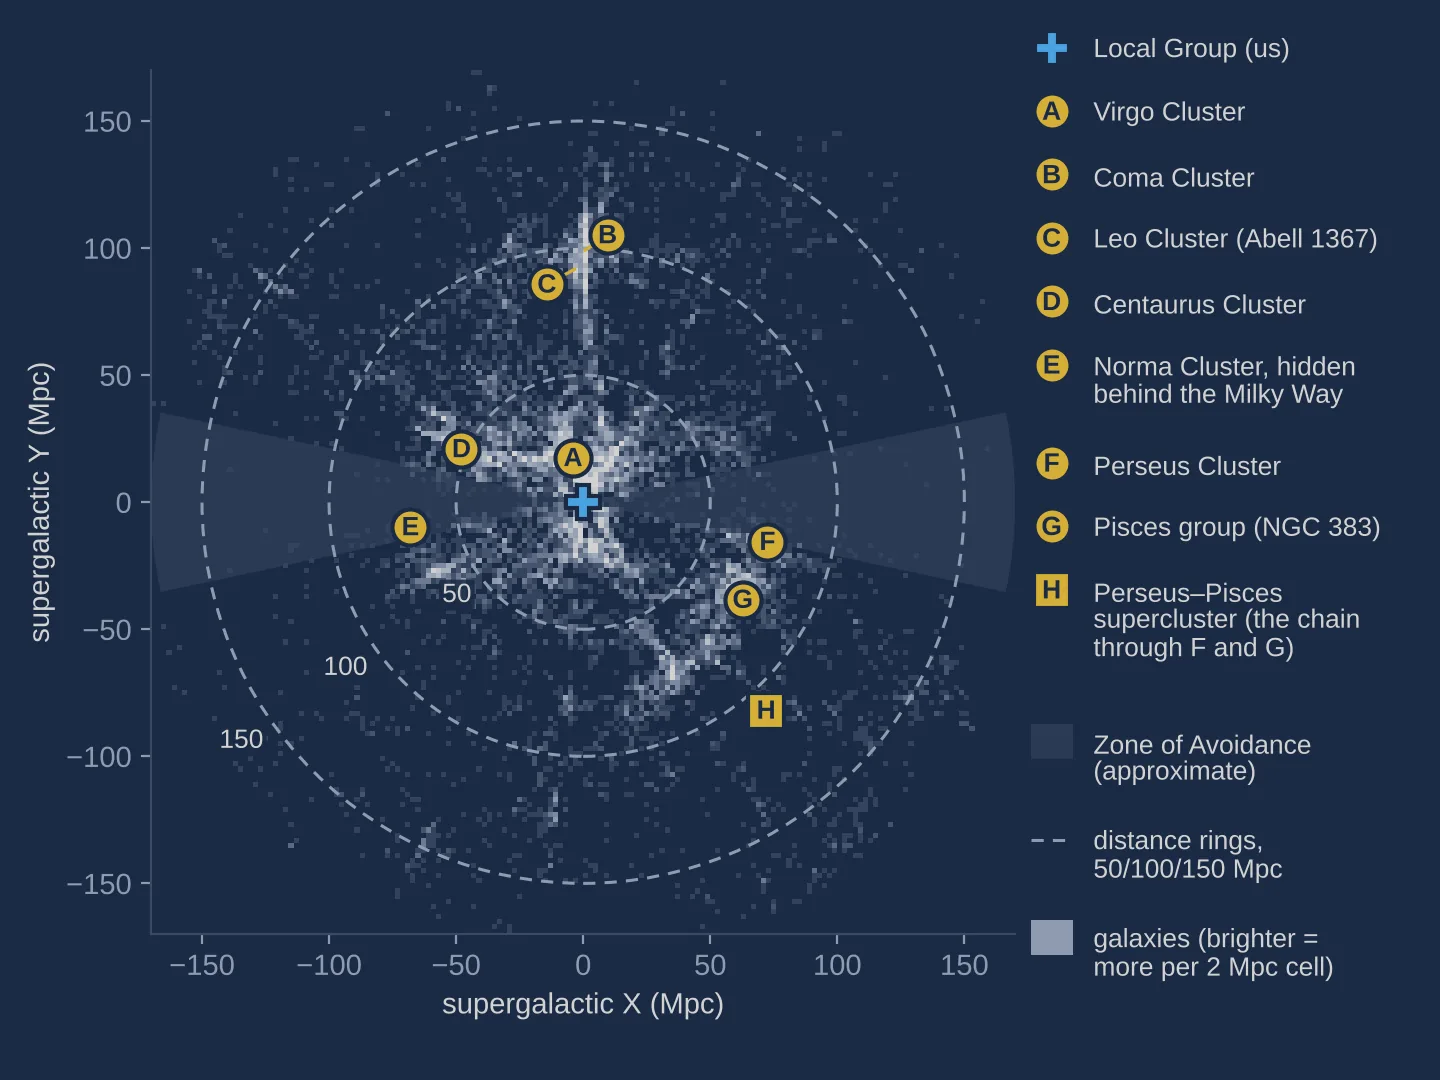 Local Group (us)
A Virgo Cluster
B Coma Cluster
C Leo Cluster (Abell 1367)
D Centaurus Cluster
E Norma Cluster, hidden
behind the Milky Way
F Perseus Cluster
G Pisces group (NGC 383)
H Perseus–Pisces
supercluster (the chain
through F and G)
Zone of Avoidance
(approximate)
distance rings,
50/100/150 Mpc
galaxies (brighter =
more per 2 Mpc cell)
supergalactic Y (Mpc)
150
100
50
0
−50
−100
−150
B
C
D
A
E
F
G
H
50
100
150
−150 −100 −50 0 50 100 150
supergalactic X (Mpc)